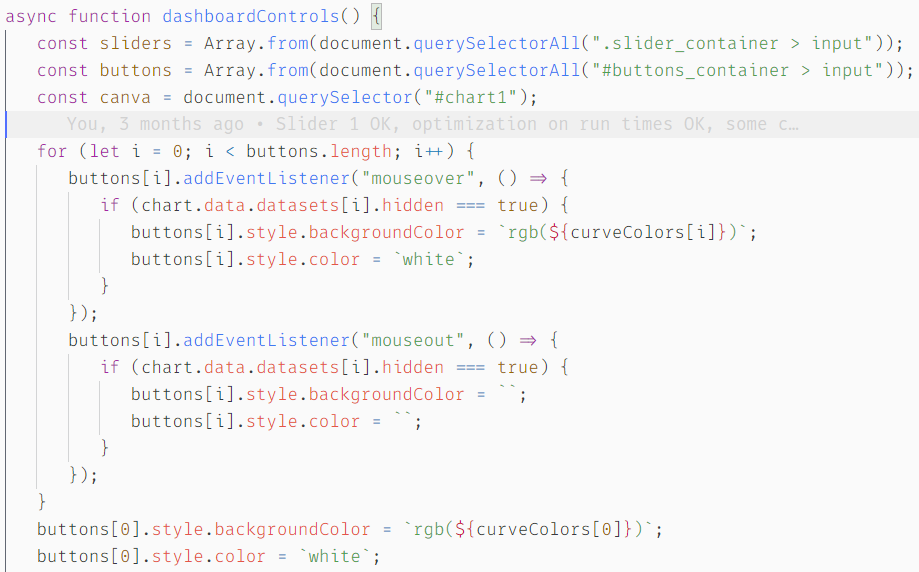 async function dashboardControls() {
const sliders = Array.from(document.querySelectorAll(".slider_container > input"));
const buttons = Array.from(document.querySelectorAll("#buttons_container > input"));
const canva = document.querySelector("#chart1");
You, 3 months ago • Slider 1 OK, optimization on run times OK, some c…
for (let i = 0; i < buttons.length; i++) {
buttons[i].addEventListener("mouseover", () => {
if (chart.data.datasets[i].hidden === true) {
buttons[i].style.backgroundColor = `rgb(${curveColors[i]})`;
buttons[i].style.color = `white`;
}
});
buttons[i].addEventListener("mouseout", () => {
if (chart.data.datasets[i].hidden === true) {
buttons[i].style.backgroundColor = ``;
buttons[i].style.color = ``;
}
});
}
buttons[0].style.backgroundColor = `rgb(${curveColors[0]})`;
buttons[0].style.color = `white`;